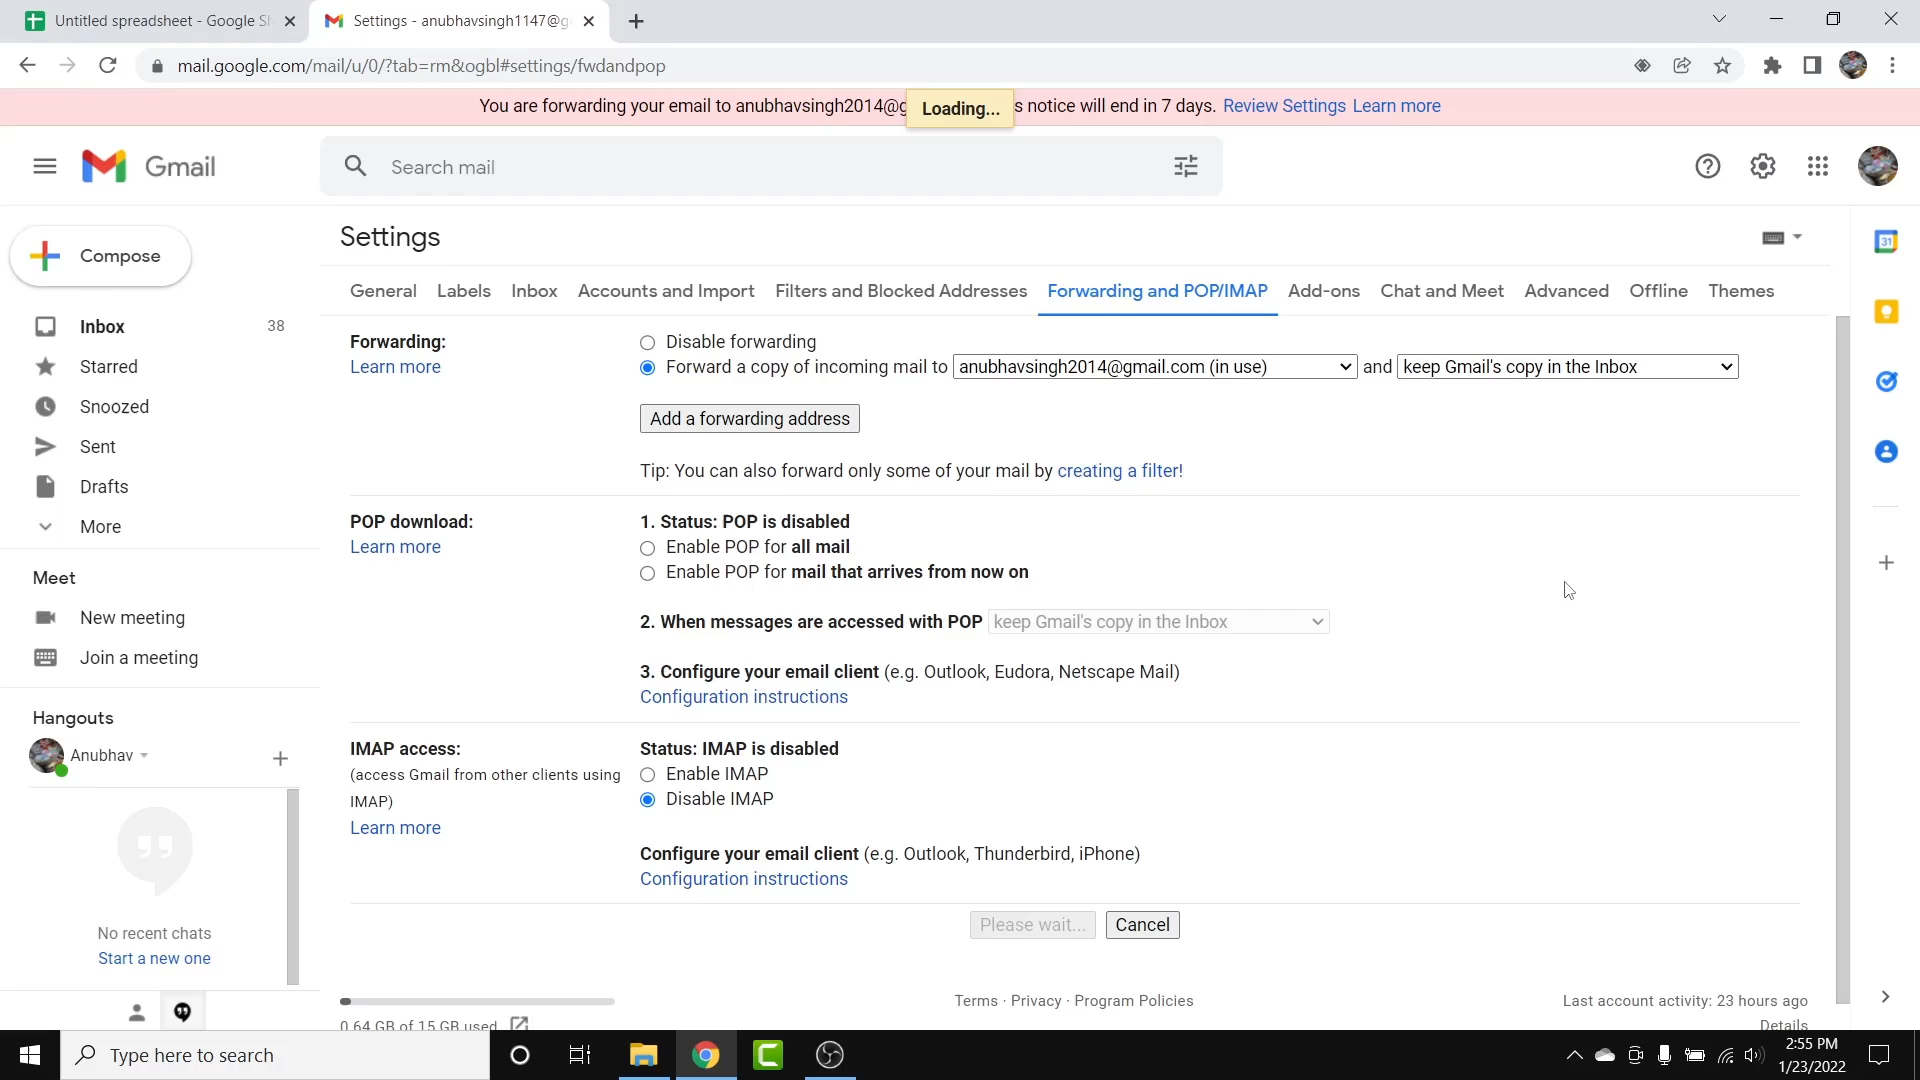 Untitled spreadsheet - Google Sh
Settings - anubhavsingh1147@g
mail.google.com/mail/u/0/?tab=rm&ogbl#settings/fwdandpop
You are forwarding your email to anubhavsingh2014@g
Loading...
s notice will end in 7 days. Review Settings Learn more
Gmail
Search mail
Compose
Inbox 38
Starred
Snoozed
Sent
Drafts
More
Meet
New meeting
Join a meeting
Hangouts
Anubhav
No recent chats
Start a new one
Settings
General Labels Inbox Accounts and Import Filters and Blocked Addresses Forwarding and POP/IMAP Add-ons Chat and Meet Advanced Offline Themes
Forwarding:
Learn more
Disable forwarding
Forward a copy of incoming mail to anubhavsingh2014@gmail.com (in use) and keep Gmail's copy in the Inbox
Add a forwarding address
Tip: You can also forward only some of your mail by creating a filter!
POP download:
Learn more
1. Status: POP is disabled
Enable POP for all mail
Enable POP for mail that arrives from now on
2. When messages are accessed with POP keep Gmail's copy in the Inbox
3. Configure your email client (e.g. Outlook, Eudora, Netscape Mail)
Configuration instructions
IMAP access:
(access Gmail from other clients using
IMAP)
Learn more
Status: IMAP is disabled
Enable IMAP
Disable IMAP
Configure your email client (e.g. Outlook, Thunderbird, iPhone)
Configuration instructions
Please wait... Cancel
0.64 GB of 15 GB used
Terms · Privacy · Program Policies
Last account activity: 23 hours ago
Details
31
Type here to search
2:55 PM
1/23/2022